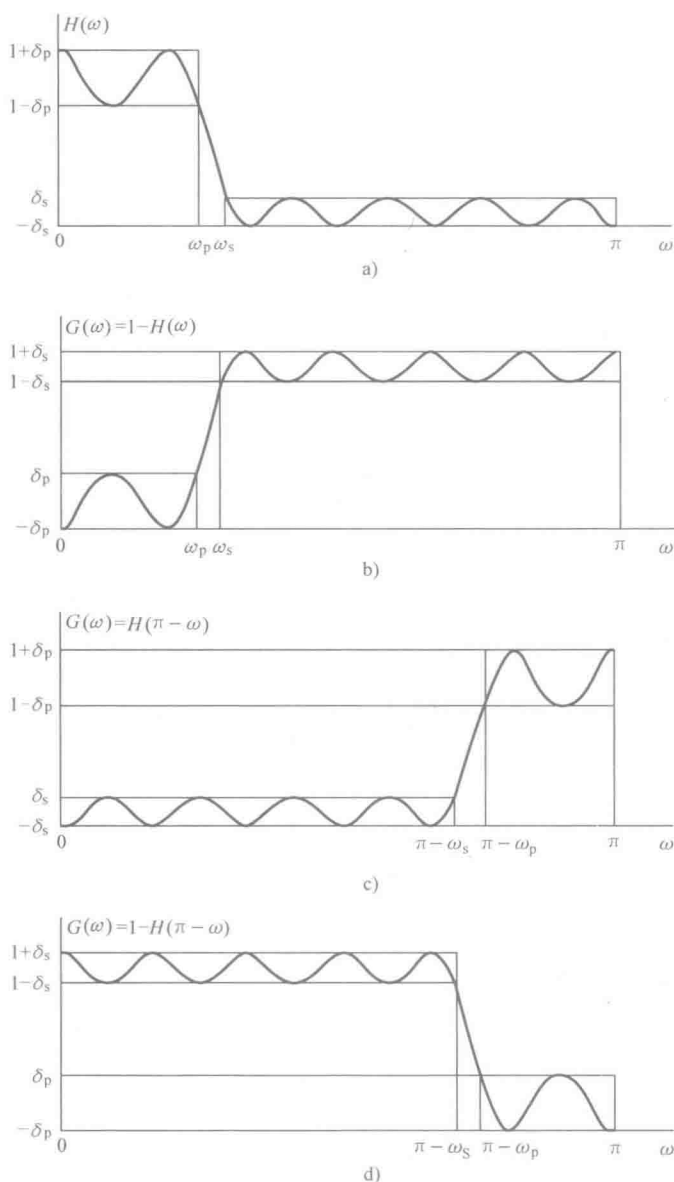 H(ω)
1+δp
1−δp
δs
−δs
0
ωp ωs
π
ω
a)
G(ω)=1−H(ω)
1+δs
1−δs
δp
−δp
0
ωp ωs
π
ω
b)
G(ω)=H(π−ω)
1+δp
1−δp
δs
−δs
0
π−ωs
π−ωp
π
ω
c)
G(ω)=1−H(π−ω)
1+δs
1−δs
δp
−δp
0
π−ωS
π−ωp
π
ω
d)